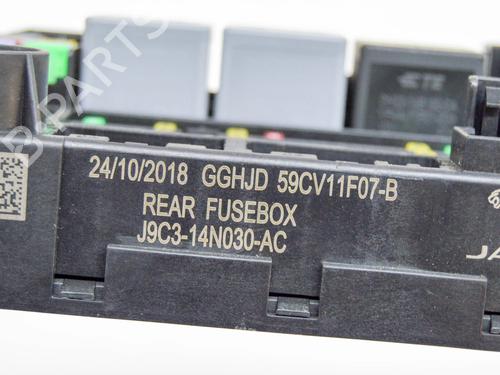 24/10/2018 GGHJD 59CV11F07-B
REAR FUSEBOX
J9C3-14N030-AC